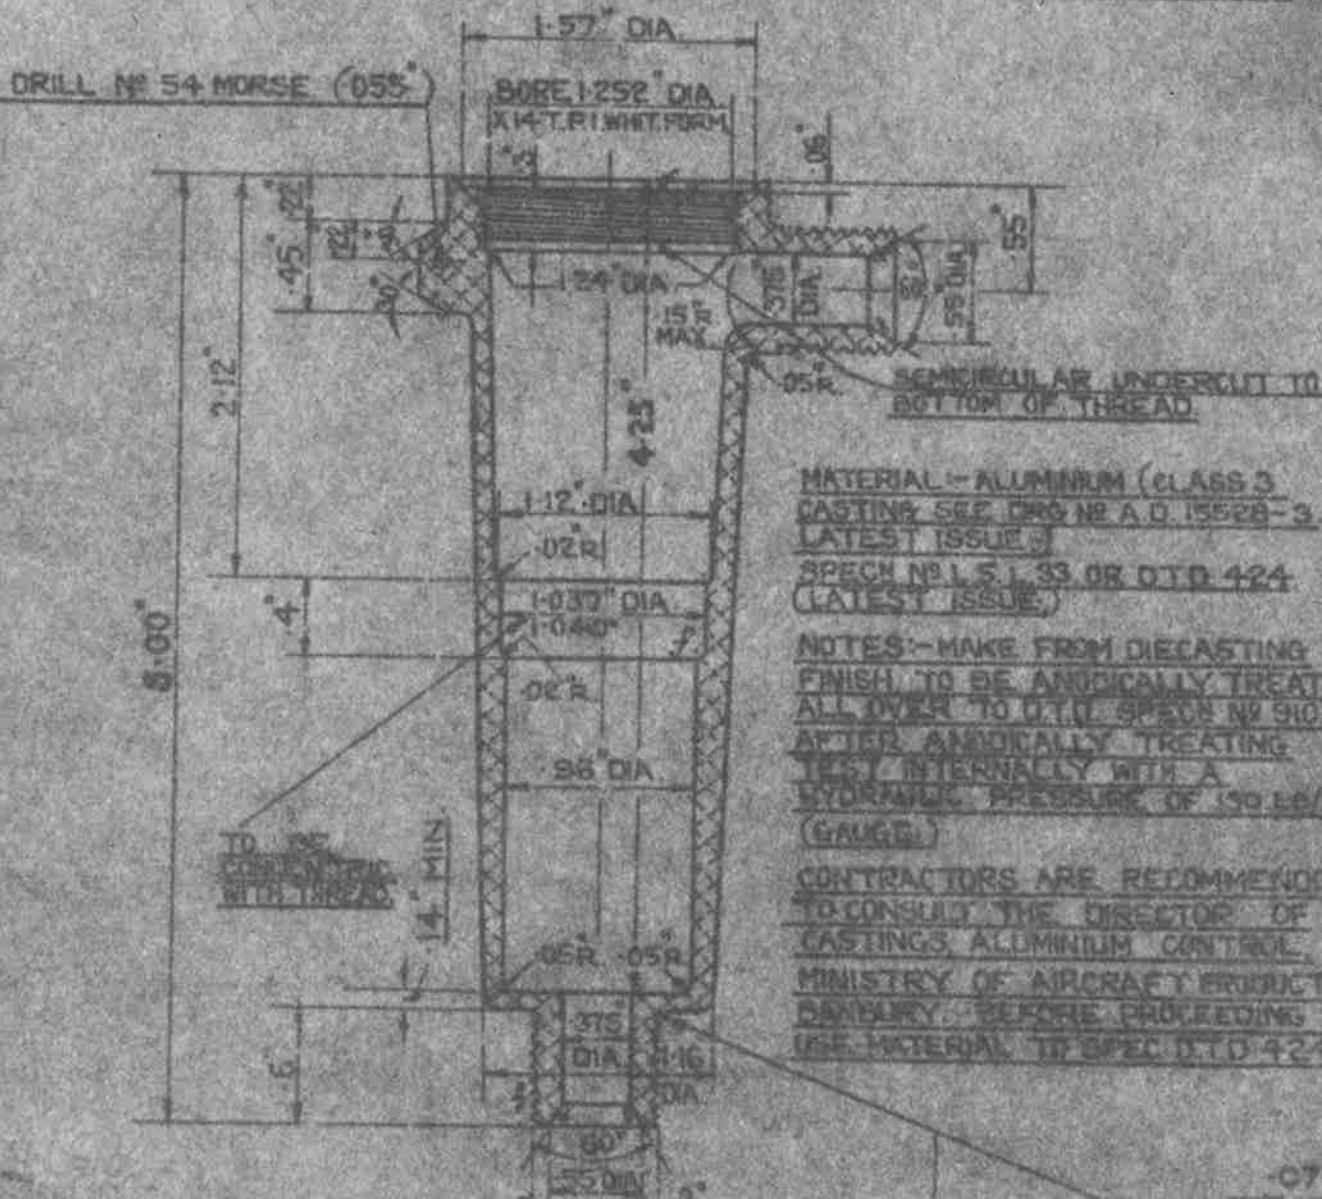 1·57" DIA.
DRILL Nº 54 MORSE (·055")
BORE 1·252" DIA
X 14 T.P.I. WHIT. FORM
·3"
·06"
·22"
·45"
·55"
1·24" DIA.
·375"
DIA
·55" DIA
·15"R
MAX.
·05"R.
SEMICIRCULAR UNDERCUT TO
BOTTOM OF THREAD.
2·12"
4·25"
MATERIAL:- ALUMINIUM (CLASS 3
CASTING SEE DRG Nº A.D. 15528-3
LATEST ISSUE.)
SPECN Nº L.S.L. 33 OR D.T.D. 424
(LATEST ISSUE.)
1·12" DIA
·02"R
·4"
1·037" DIA.
1·040"
f
·02"R
5·00"
NOTES:- MAKE FROM DIECASTING
FINISH TO BE ANODICALLY TREAT
ALL OVER TO D.T.D. SPECN Nº 910
AFTER ANODICALLY TREATING
TEST INTERNALLY WITH A
HYDRAULIC PRESSURE OF LB/
(GAUGE.)
·96" DIA.
TO BE
CONCENTRIC
WITH THREAD.
·14" MIN
CONTRACTORS ARE RECOMMENDE
TO CONSULT THE DIRECTOR OF
CASTINGS, ALUMINIUM CONTROL,
MINISTRY OF AIRCRAFT PRODUCT
BANBURY BEFORE PROCEEDING
USE MATERIAL TO SPEC D.T.D 424
·05"R ·05"R
·6"
·375
DIA
1·16
DIA.
60°
·55 DIA
·07